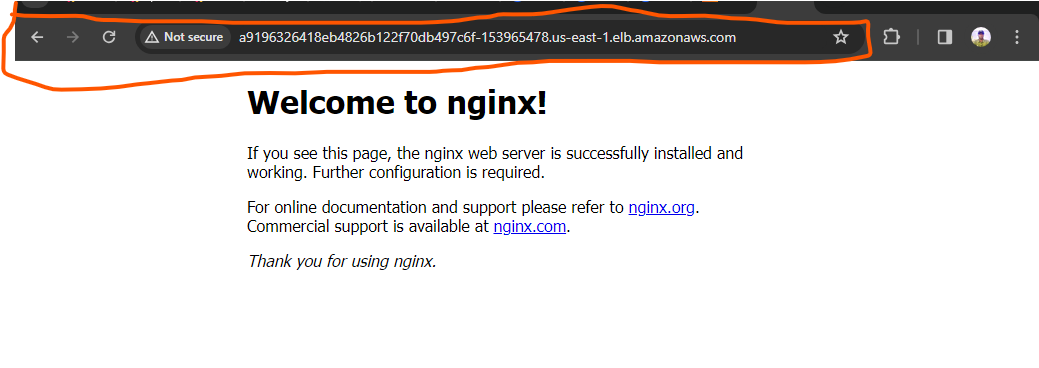 Not secure a9196326418eb4826b122f70db497c6f-153965478.us-east-1.elb.amazonaws.com
Welcome to nginx!
If you see this page, the nginx web server is successfully installed and
working. Further configuration is required.
For online documentation and support please refer to nginx.org.
Commercial support is available at nginx.com.
Thank you for using nginx.